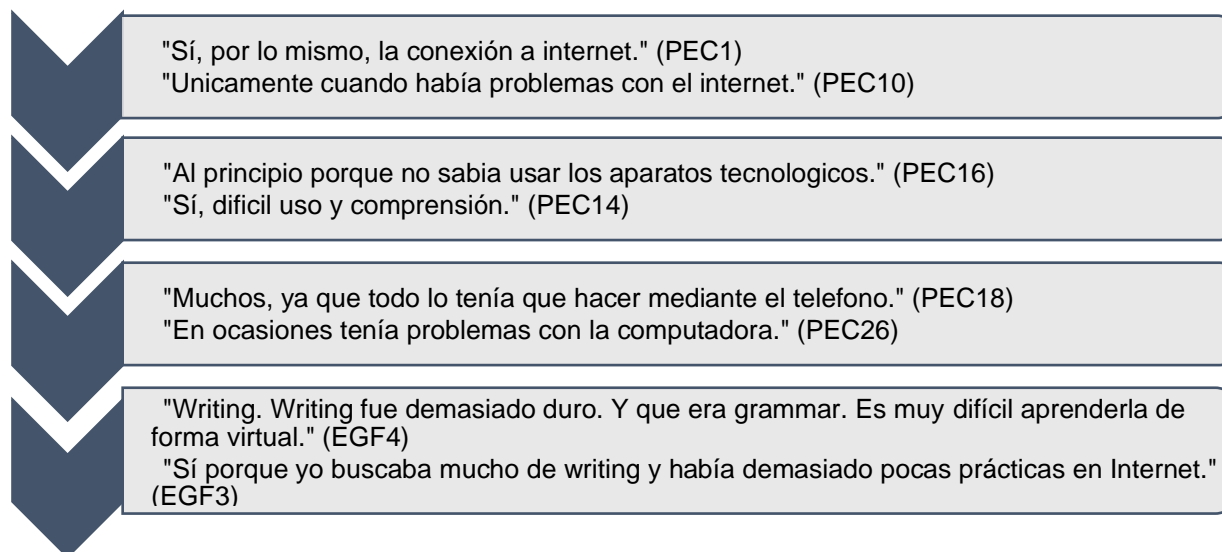 "Sí, por lo mismo, la conexión a internet." (PEC1)
"Unicamente cuando había problemas con el internet." (PEC10)
"Al principio porque no sabia usar los aparatos tecnologicos." (PEC16)
"Sí, dificil uso y comprensión." (PEC14)
"Muchos, ya que todo lo tenía que hacer mediante el telefono." (PEC18)
"En ocasiones tenía problemas con la computadora." (PEC26)
"Writing. Writing fue demasiado duro. Y que era grammar. Es muy difícil aprenderla de
forma virtual." (EGF4)
"Sí porque yo buscaba mucho de writing y había demasiado pocas prácticas en Internet."
(EGF3)